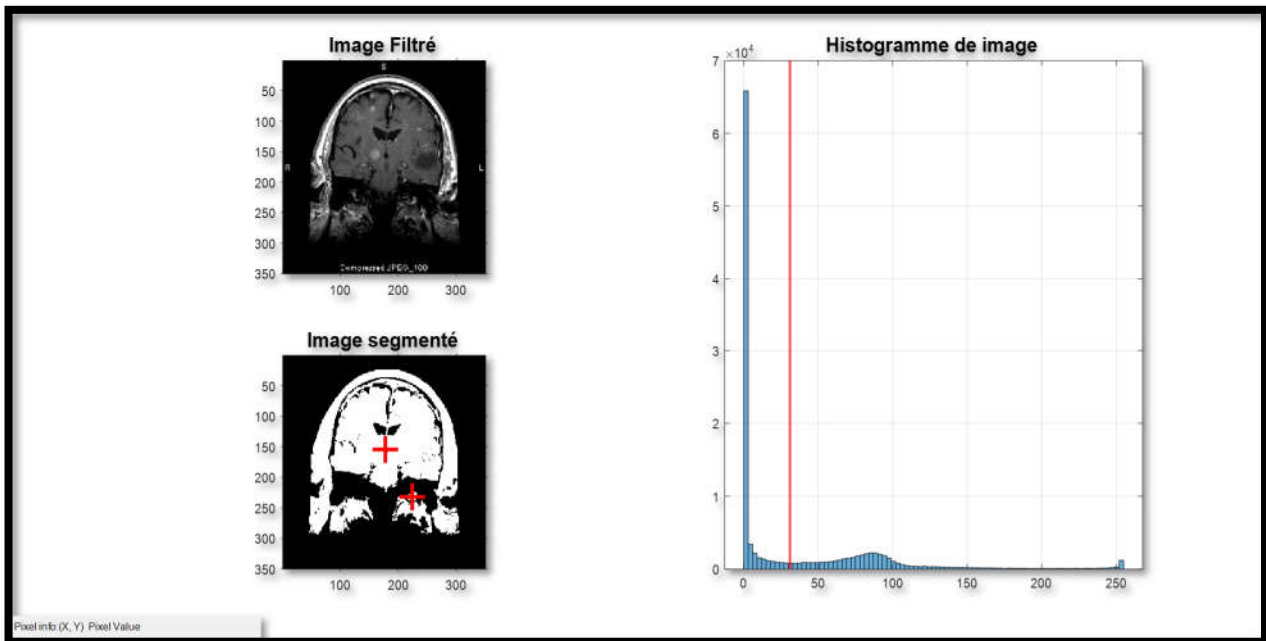 Image Filtré
S
R
L
Compressed JPEG_100
50
100
150
200
250
300
350
100 200 300
Image segmenté
50
100
150
200
250
300
350
100 200 300
Histogramme de image
×10⁴
7
6
5
4
3
2
1
0
0 50 100 150 200 250
Pixel info:(X, Y) Pixel Value